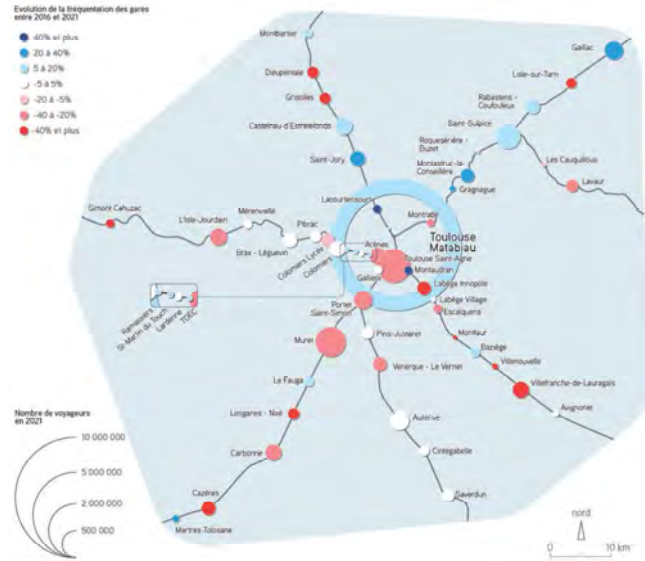 Evolution de la fréquentation des gares
entre 2016 et 2021
40% et plus
20 à 40%
5 à 20%
-5 à 5%
-20 à -5%
-40 à -20%
-40% et plus
Montbartier
Dieupentale
Grisolles
Castelnau-d'Estretefonds
Saint-Jory
Lacourtensourt
Gaillac
Lisle-sur-Tarn
Rabastens -
Couffouleux
Saint-Sulpice
Roquesérière -
Buzet
Montastruc-la-
Conseillère
Gragnague
Les Cauquillous
Lavaur
Montrabé
Gimont Cahuzac
L'Isle-Jourdain
Mérenvielle
Brax - Léguevin
Pibrac
Colomiers Lycée
Colomiers
Arènes
Toulouse
Matabiau
Toulouse Saint-Agne
Gallieni
Montaudran
Labège Innopole
Labège Village
Escalquens
Ramassiers
St-Martin du Touch
Lardenne
TOEC
Portet
Saint-Simon
Muret
Pins-Justaret
Montlaur
Baziège
Villenouvelle
Venerque - Le Vernet
Le Fauga
Villefranche-de-Lauragais
Avignonet
Longages - Noé
Auterive
Carbonne
Cintegabelle
Cazères
Saverdun
Martres-Tolosane
Nombre de voyageurs
en 2021
10 000 000
5 000 000
2 000 000
500 000
nord
0 10 km